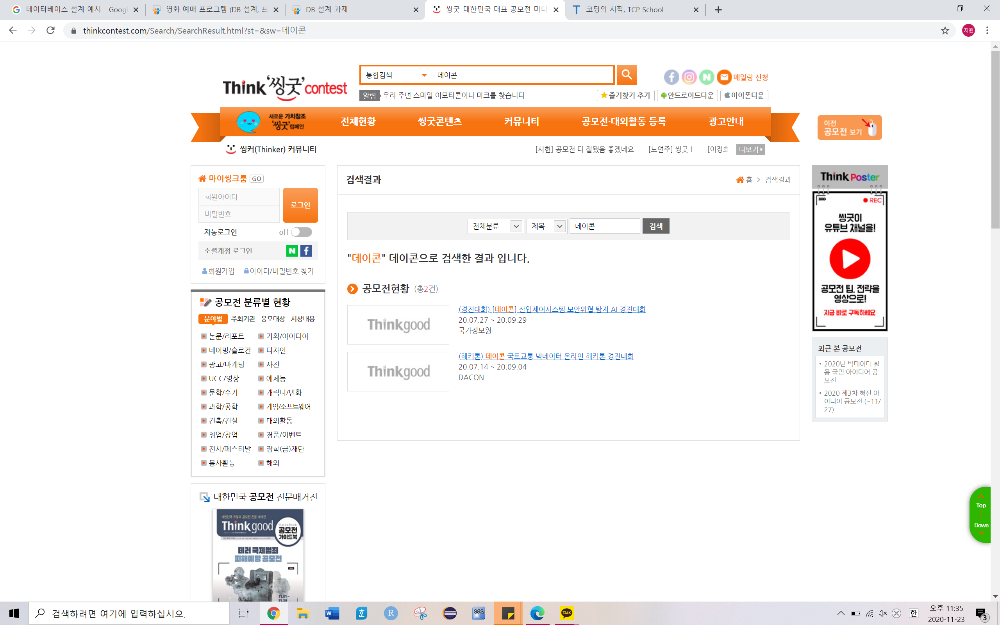 데이터베이스 설계 예시 - Goog
영화 예매 프로그램 (DB 설계, 프
DB 설계 과제
씽굿-대한민국 대표 공모전 미디
코딩의 시작, TCP School
thinkcontest.com/Search/SearchResult.html?st=&sw=데이콘
지원
Think '씽굿' contest
통합검색
데이콘
메일링 신청
알림
우리 주변 스마일 이모티콘이나 마크를 찾습니다
즐겨찾기 추가
안드로이드다운
아이폰다운
새로운 가치창조
'씽굿' 캠페인
전체현황
씽굿콘텐츠
커뮤니티
공모전·대외활동 등록
광고안내
이전
공모전 보기
씽커(Thinker) 커뮤니티
[시현] 공모전 다 잘됐음 좋겠네요
[노연주] 씽굿 !
[이정효
더보기
마이씽크룸 GO
회원아이디
비밀번호
로그인
자동로그인
off
소셜계정 로그인
회원가입
아이디/비밀번호 찾기
공모전 분류별 현황
분야별 주최기관 응모대상 시상내용
논문/리포트 기획/아이디어
네이밍/슬로건 디자인
광고/마케팅 사진
UCC/영상 예체능
문학/수기 캐릭터/만화
과학/공학 게임/소프트웨어
건축/건설 대외활동
취업/창업 경품/이벤트
전시/페스티발 장학(금)재단
봉사활동 해외
대한민국 공모전 전문매거진
대한민국 유일의 공모전 전문 매거진
Thinkgood
GuideBook
공모전
가이드북
테러 국제범죄
피해예방 공모전
11.01~
11.30
검색결과
홈 > 검색결과
전체분류
제목
데이콘
검색
"데이콘" 데이콘으로 검색한 결과 입니다.
공모전현황 (총2건)
Thinkgood
(경진대회) [데이콘] 산업제어시스템 보안위협 탐지 AI 경진대회
20.07.27 ~ 20.09.29
국가정보원
Thinkgood
(해커톤) 데이콘 국토교통 빅데이터 온라인 해커톤 경진대회
20.07.14 ~ 20.09.04
DACON
Think Poster
REC
씽굿이
유튜브 채널을!
공모전 팁, 전략을
영상으로!
지금 바로 구독하세요
최근 본 공모전
2020년 빅데이터 활
용 국민 아이디어 공
모전
2020 제3차 혁신 아
이디어 공모전 (~11/
27)
Top
Down
검색하려면 여기에 입력하십시오.
sas
TALK
한
오후 11:35
2020-11-23
3